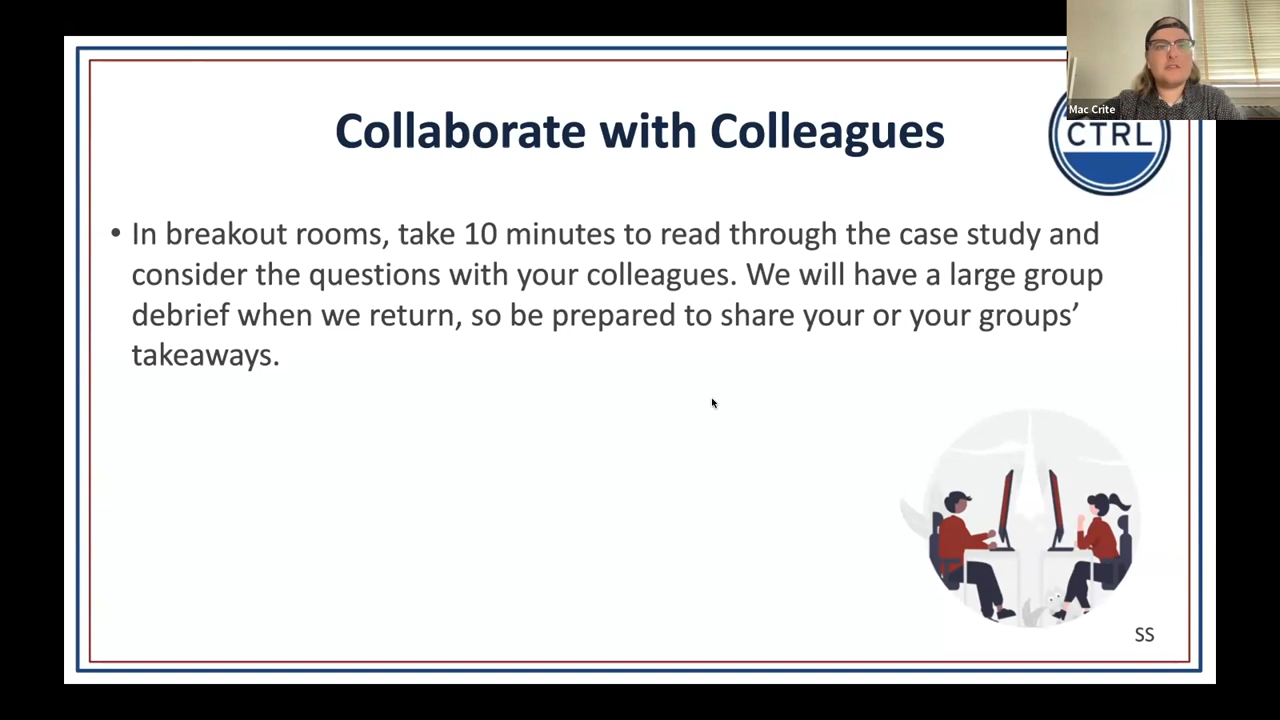 Mac Crite
CTRL
Collaborate with Colleagues
• In breakout rooms, take 10 minutes to read through the case study and
consider the questions with your colleagues. We will have a large group
debrief when we return, so be prepared to share your or your groups’
takeaways.
SS